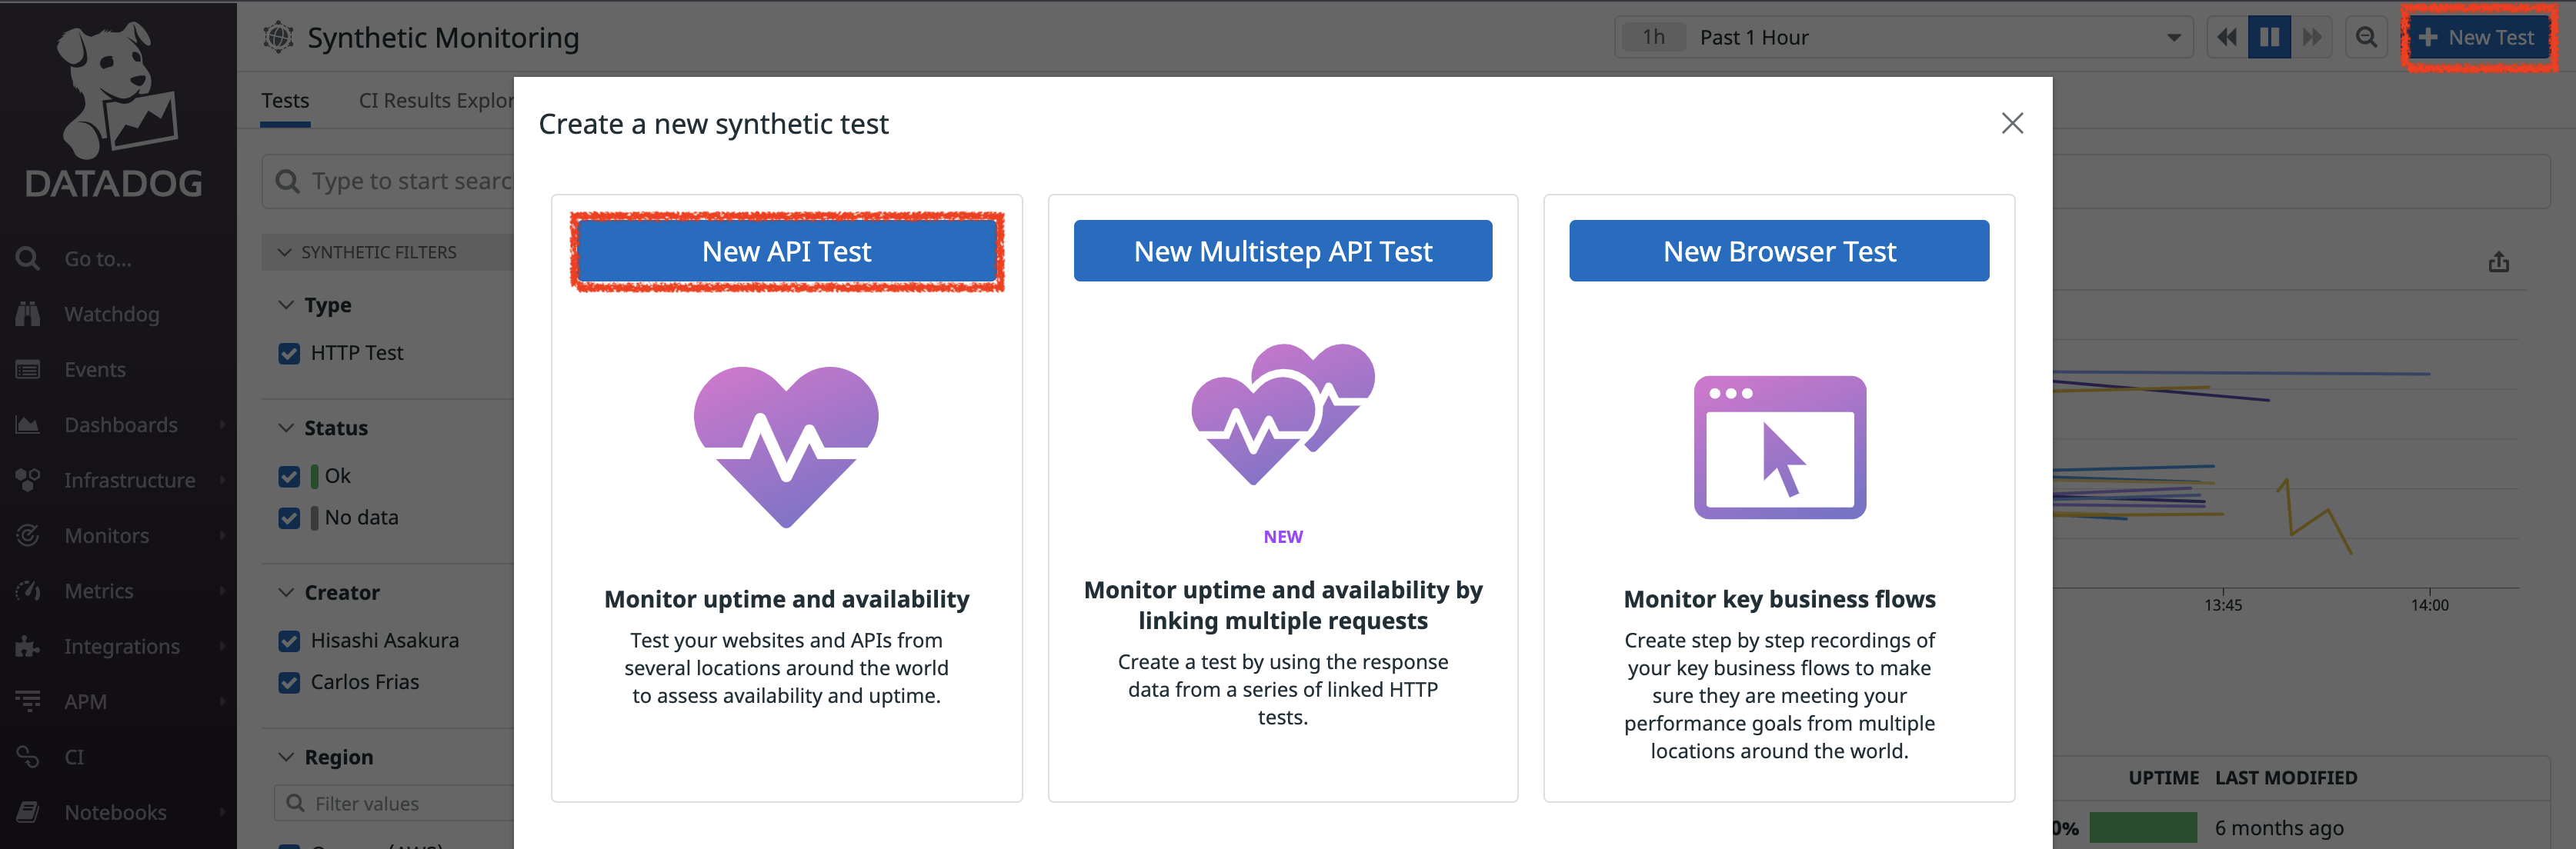 DATADOG
Go to...
Watchdog
Events
Dashboards
Infrastructure
Monitors
Metrics
Integrations
APM
CI
Notebooks
Synthetic Monitoring
1h Past 1 Hour
New Test
Tests CI Results Explor
Type to start searc
SYNTHETIC FILTERS
Type
HTTP Test
Status
Ok
No data
Creator
Hisashi Asakura
Carlos Frias
Region
Filter values
Create a new synthetic test
New API Test
Monitor uptime and availability
Test your websites and APIs from
several locations around the world
to assess availability and uptime.
New Multistep API Test
NEW
Monitor uptime and availability by
linking multiple requests
Create a test by using the response
data from a series of linked HTTP
tests.
New Browser Test
Monitor key business flows
Create step by step recordings of
your key business flows to make
sure they are meeting your
performance goals from multiple
locations around the world.
13:45 14:00
UPTIME LAST MODIFIED
0% 6 months ago